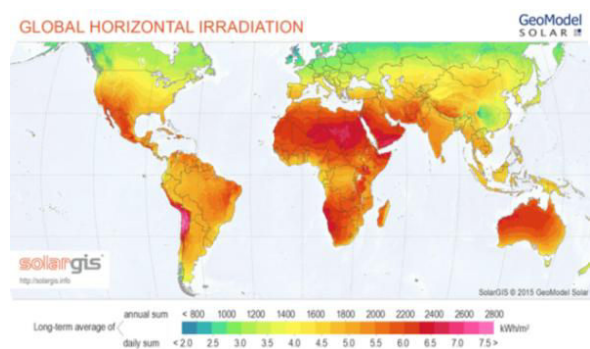 GLOBAL HORIZONTAL IRRADIATION
GeoModel
SOLAR
solargis
http://solargis.info
SolarGIS © 2015 GeoModel Solar
Long-term average of
annual sum < 800 1000 1200 1400 1600 1800 2000 2200 2400 2600 2800 kWh/m²
daily sum < 2.0 2.5 3.0 3.5 4.0 4.5 5.0 5.5 6.0 6.5 7.0 7.5 >